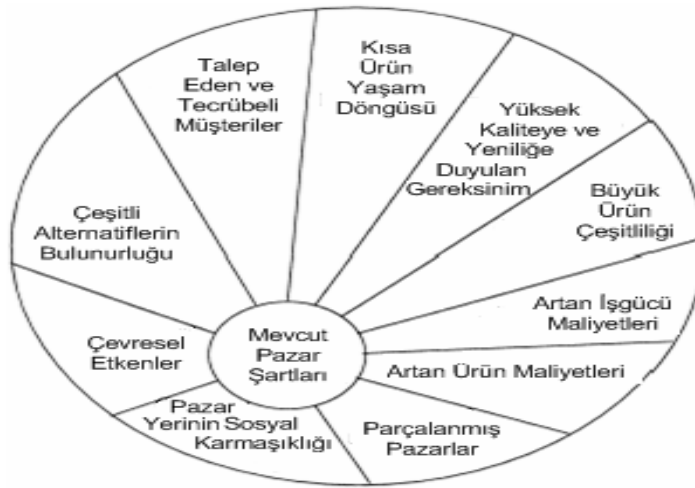 Talep
Eden ve
Tecrübeli
Müşteriler
Kısa
Ürün
Yaşam
Döngüsü
Yüksek
Kaliteye ve
Yeniliğe
Duyulan
Gereksinim
Büyük
Ürün
Çeşitliliği
Artan İşgücü
Maliyetleri
Artan Ürün Maliyetleri
Parçalanmış
Pazarlar
Pazar
Yerinin Sosyal
Karmaşıklığı
Çevresel
Etkenler
Çeşitli
Alternatiflerin
Bulunurluğu
Mevcut
Pazar
Şartları